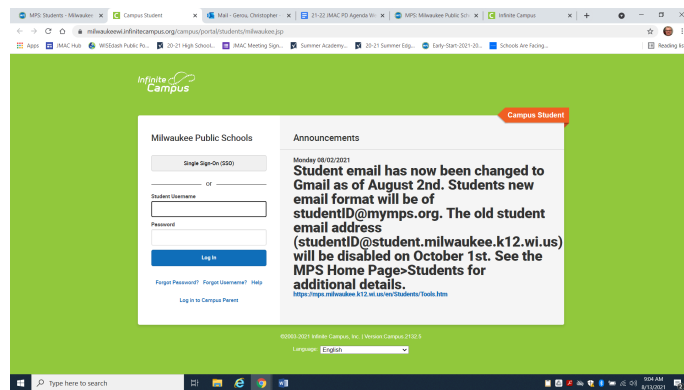 MPS: Students - Milwaukee
Campus Student
Mail - Gerou, Christopher -
21-22 JMAC PD Agenda We
MPS: Milwaukee Public Sch
Infinite Campus
milwaukeewi.infinitecampus.org/campus/portal/students/milwaukee.jsp
Apps
JMAC Hub
WISEdash Public Po...
20-21 High School...
JMAC Meeting Sign...
Summer Academy...
20-21 Summer Edg...
Early-Start-2021-20...
Schools Are Facing...
Reading lis
Infinite
Campus
Campus Student
Milwaukee Public Schools
Single Sign-On (SSO)
or
Student Username
Password
Log In
Forgot Password? Forgot Username? Help
Log in to Campus Parent
Announcements
Monday 08/02/2021
Student email has now been changed to
Gmail as of August 2nd. Students new
email format will be of
studentID@mymps.org. The old student
email address
(studentID@student.milwaukee.k12.wi.us)
will be disabled on October 1st. See the
MPS Home Page>Students for
additional details.
https://mps.milwaukee.k12.wi.us/en/Students/Tools.htm
©2003-2021 Infinite Campus, Inc. | Version Campus.2132.5
Language: English
Type here to search
9:04 AM
8/13/2021